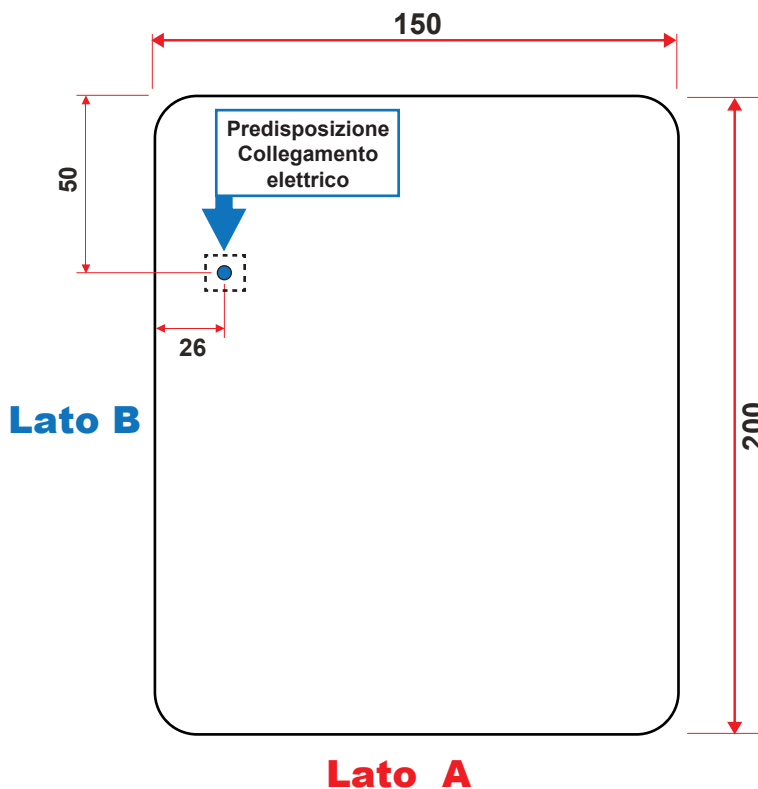 150
Predisposizione
Collegamento
elettrico
50
26
Lato B
200
Lato A